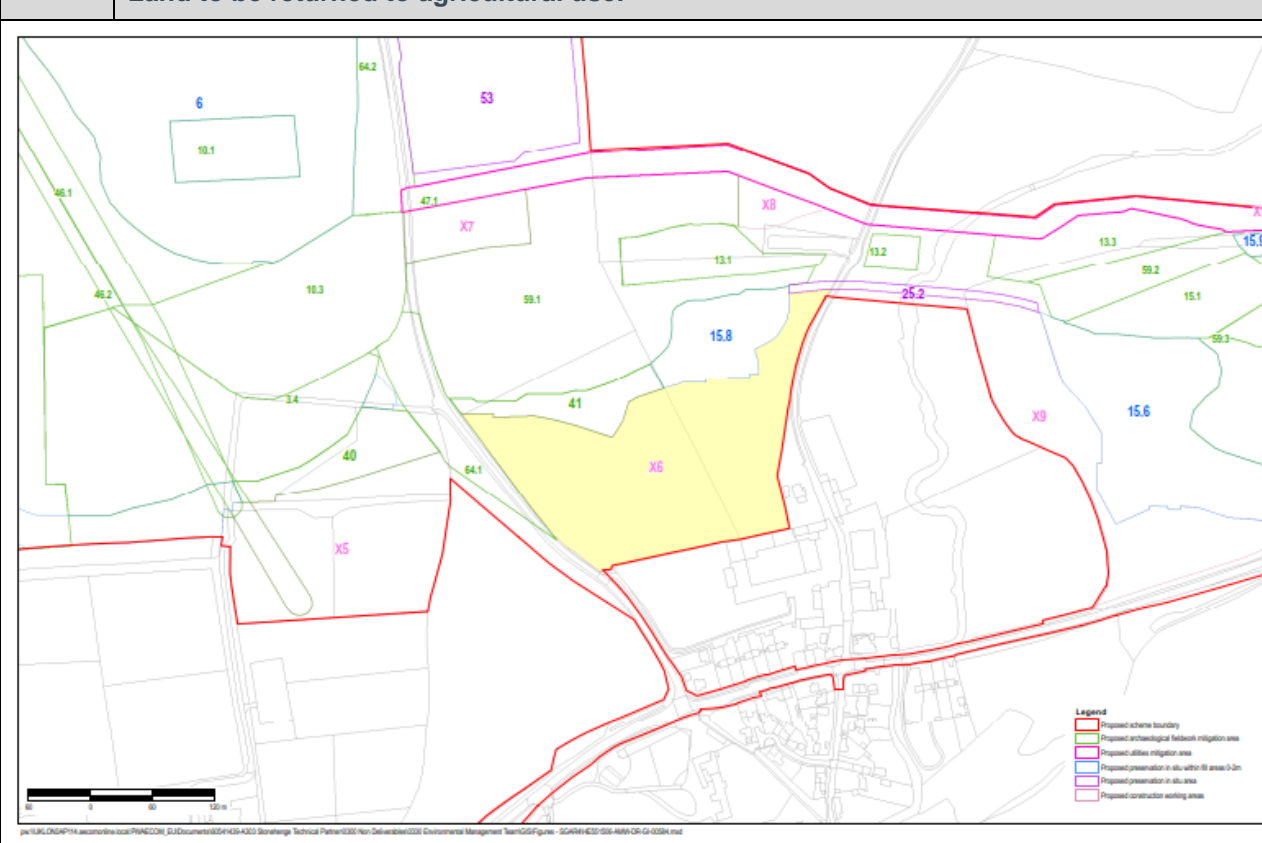 Land to be returned to agricultural use.
64.2
6
53
10.1
46.1
47.1
X7
X8
13.1
13.2
13.3
15.9
59.2
46.2
10.3
59.1
25.2
15.1
15.8
59.3
3.4
41
X9
15.6
40
X6
64.1
X5
Legend
Proposed scheme boundary
Proposed archaeological fieldwork mitigation area
Proposed utilities mitigation area
Proposed preservation in situ within fill areas 0-2m
Proposed preservation in situ area
Proposed construction working areas
60 0 60 120 m